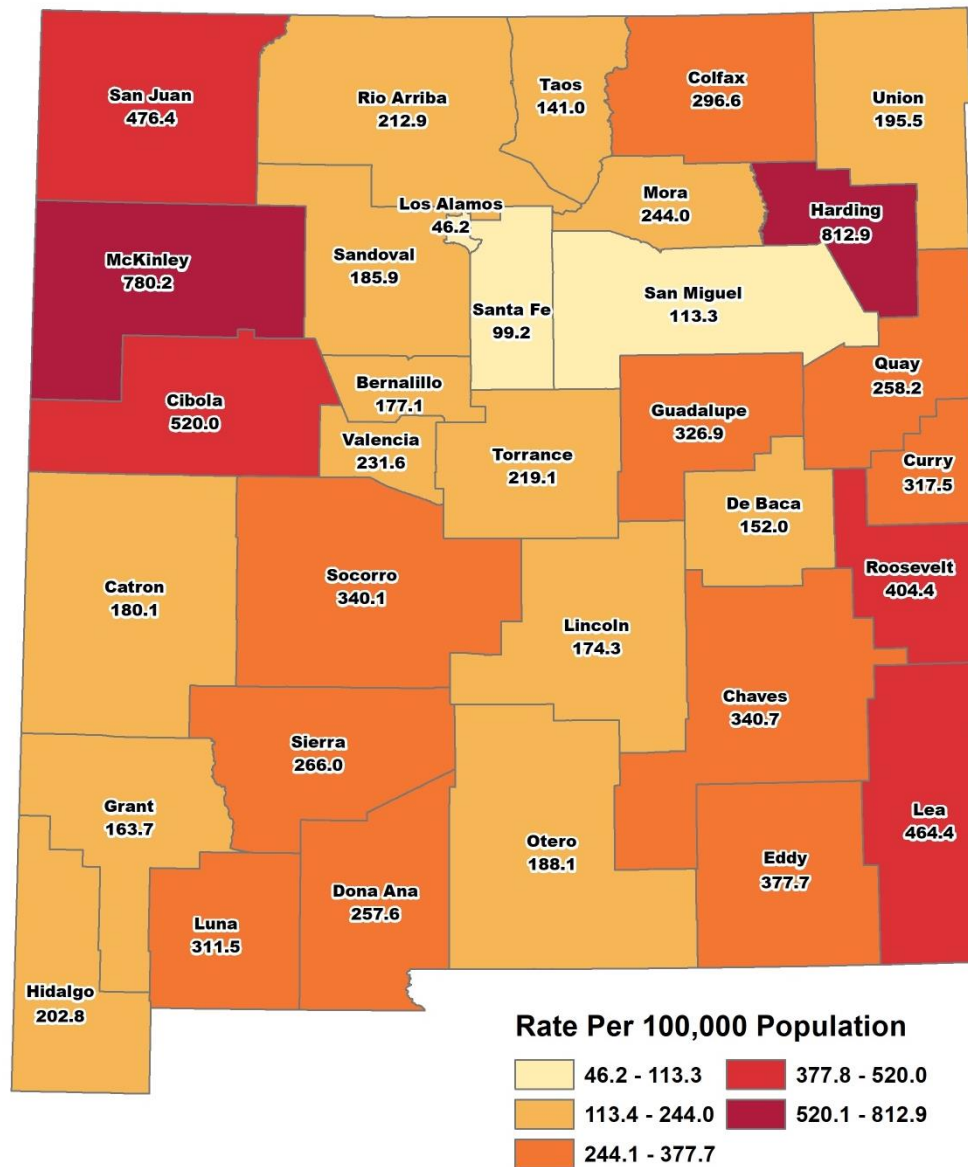 San Juan
476.4
Rio Arriba
212.9
Taos
141.0
Colfax
296.6
Union
195.5
Los Alamos
46.2
Mora
244.0
Harding
812.9
McKinley
780.2
Sandoval
185.9
Santa Fe
99.2
San Miguel
113.3
Quay
258.2
Cibola
520.0
Bernalillo
177.1
Guadalupe
326.9
Valencia
231.6
Torrance
219.1
Curry
317.5
De Baca
152.0
Roosevelt
404.4
Catron
180.1
Socorro
340.1
Lincoln
174.3
Chaves
340.7
Sierra
266.0
Grant
163.7
Otero
188.1
Lea
464.4
Eddy
377.7
Dona Ana
257.6
Luna
311.5
Hidalgo
202.8
Rate Per 100,000 Population
46.2 - 113.3
113.4 - 244.0
244.1 - 377.7
377.8 - 520.0
520.1 - 812.9